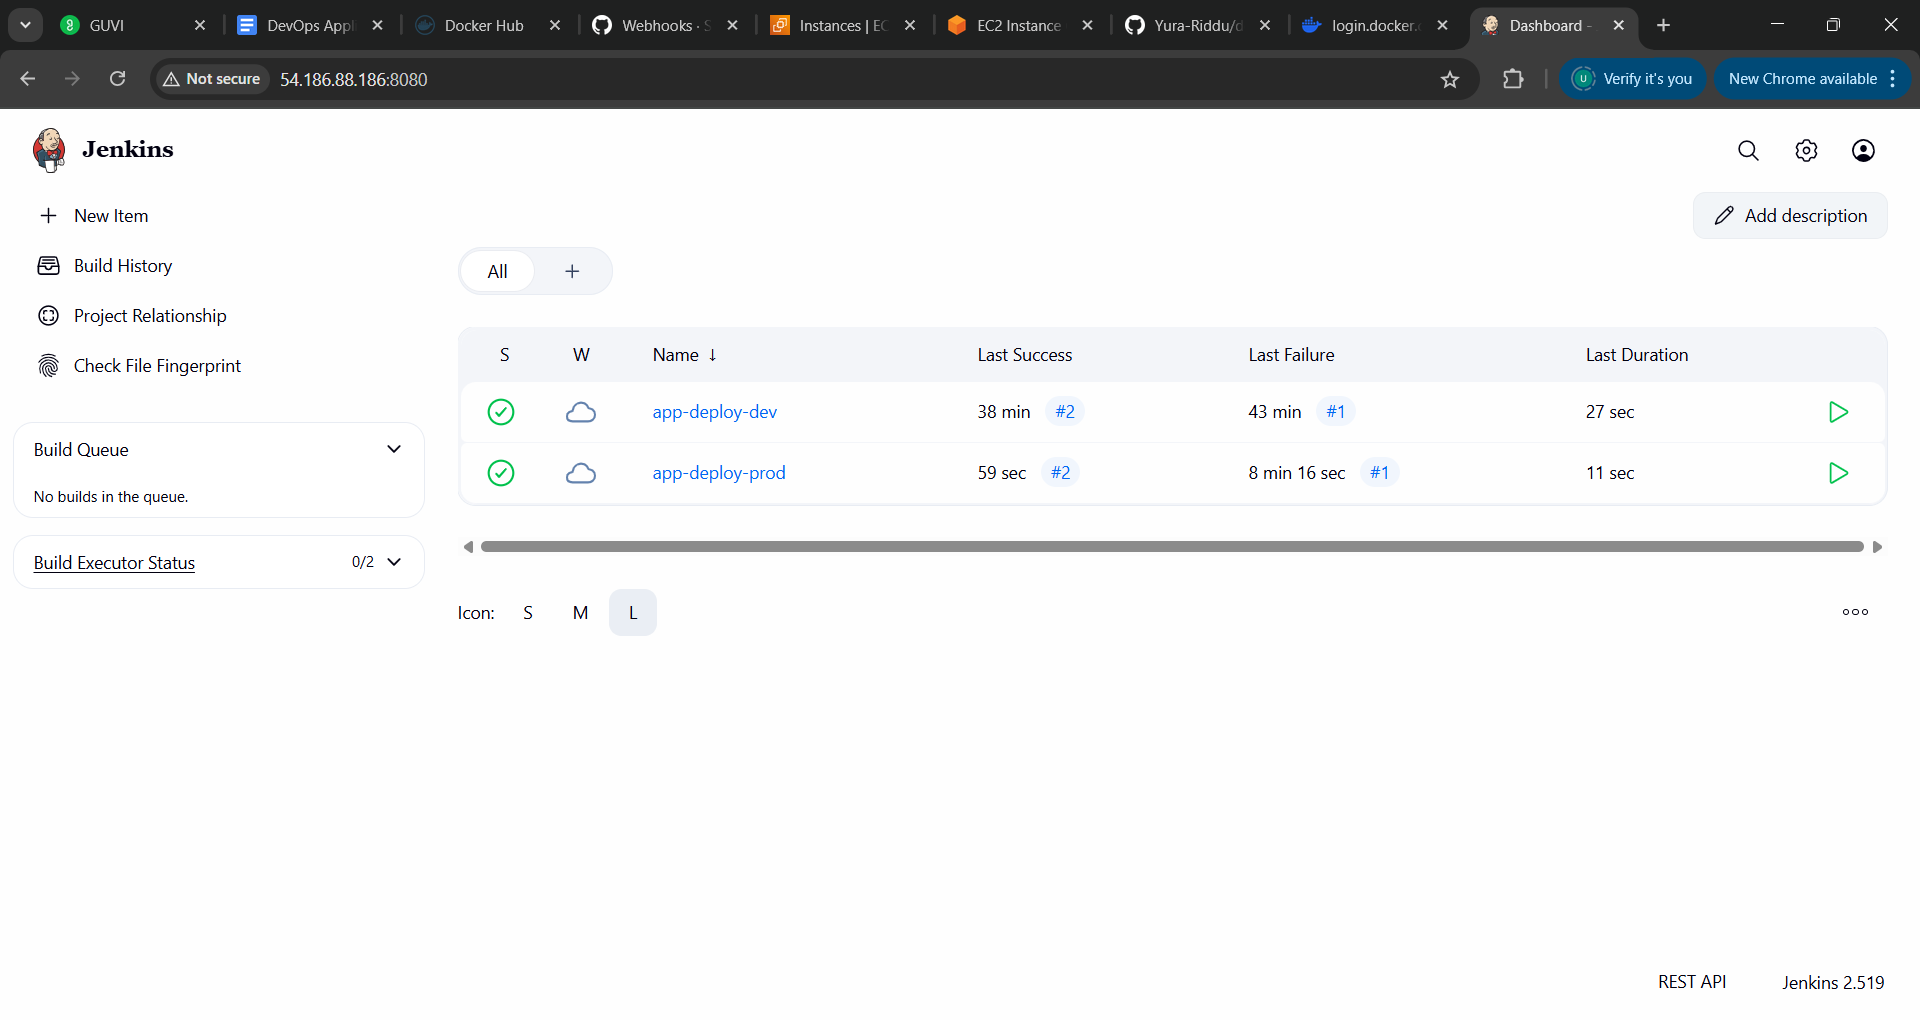 GUVI
DevOps Appli
Docker Hub
Webhooks · S
Instances | EC
EC2 Instance
Yura-Riddu/d
login.docker.c
Dashboard -
Not secure
54.186.88.186:8080
Verify it's you
New Chrome available
Jenkins
New Item
Add description
Build History
All
+
Project Relationship
Check File Fingerprint
S W Name ↓ Last Success Last Failure Last Duration
app-deploy-dev 38 min #2 43 min #1 27 sec
app-deploy-prod 59 sec #2 8 min 16 sec #1 11 sec
Build Queue
No builds in the queue.
Build Executor Status 0/2
Icon: S M L
REST API
Jenkins 2.519